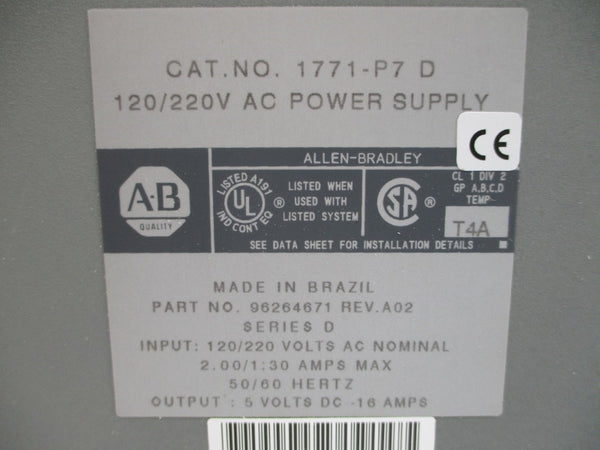 CAT.NO. 1771-P7 D
120/220V AC POWER SUPPLY
CE
ALLEN-BRADLEY
A-B
QUALITY
LISTED A191
UL
IND CONT EQ
®
LISTED WHEN
USED WITH
LISTED SYSTEM
SA
®
CL 1 DIV 2
GP A,B,C,D
TEMP
T4A
SEE DATA SHEET FOR INSTALLATION DETAILS
MADE IN BRAZIL
PART NO. 96264671 REV.A02
SERIES D
INPUT: 120/220 VOLTS AC NOMINAL
2.00/1:30 AMPS MAX
50/60 HERTZ
OUTPUT : 5 VOLTS DC -16 AMPS